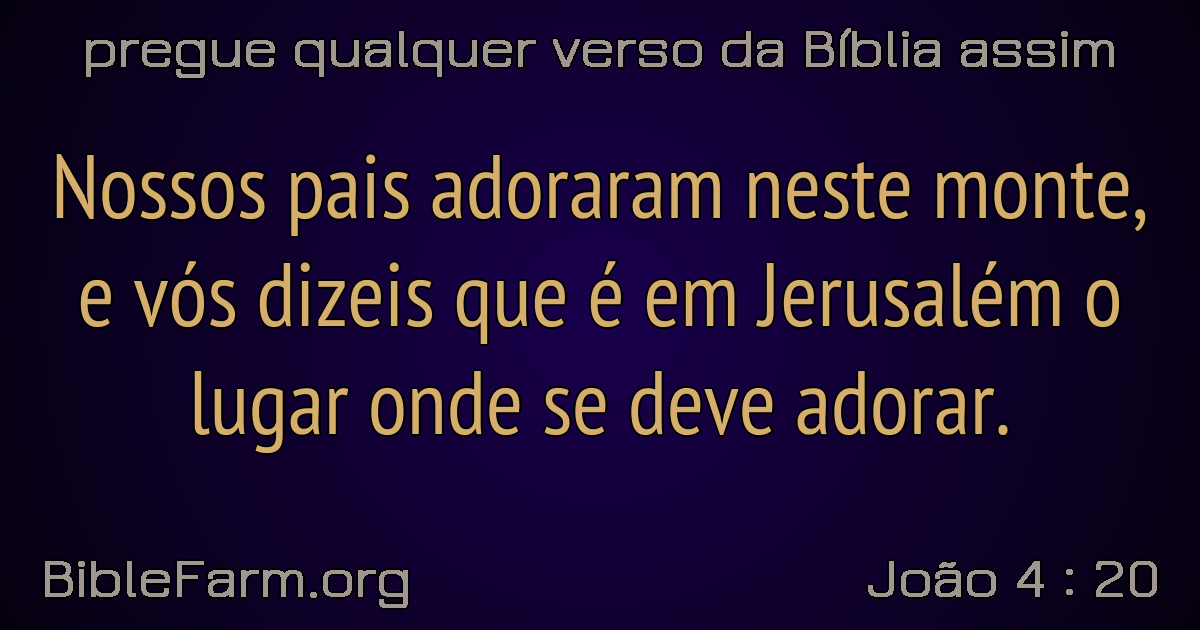 pregue qualquer verso da Bíblia assim
Nossos pais adoraram neste monte,
e vós dizeis que é em Jerusalém o
lugar onde se deve adorar.
BibleFarm.org
João 4 : 20